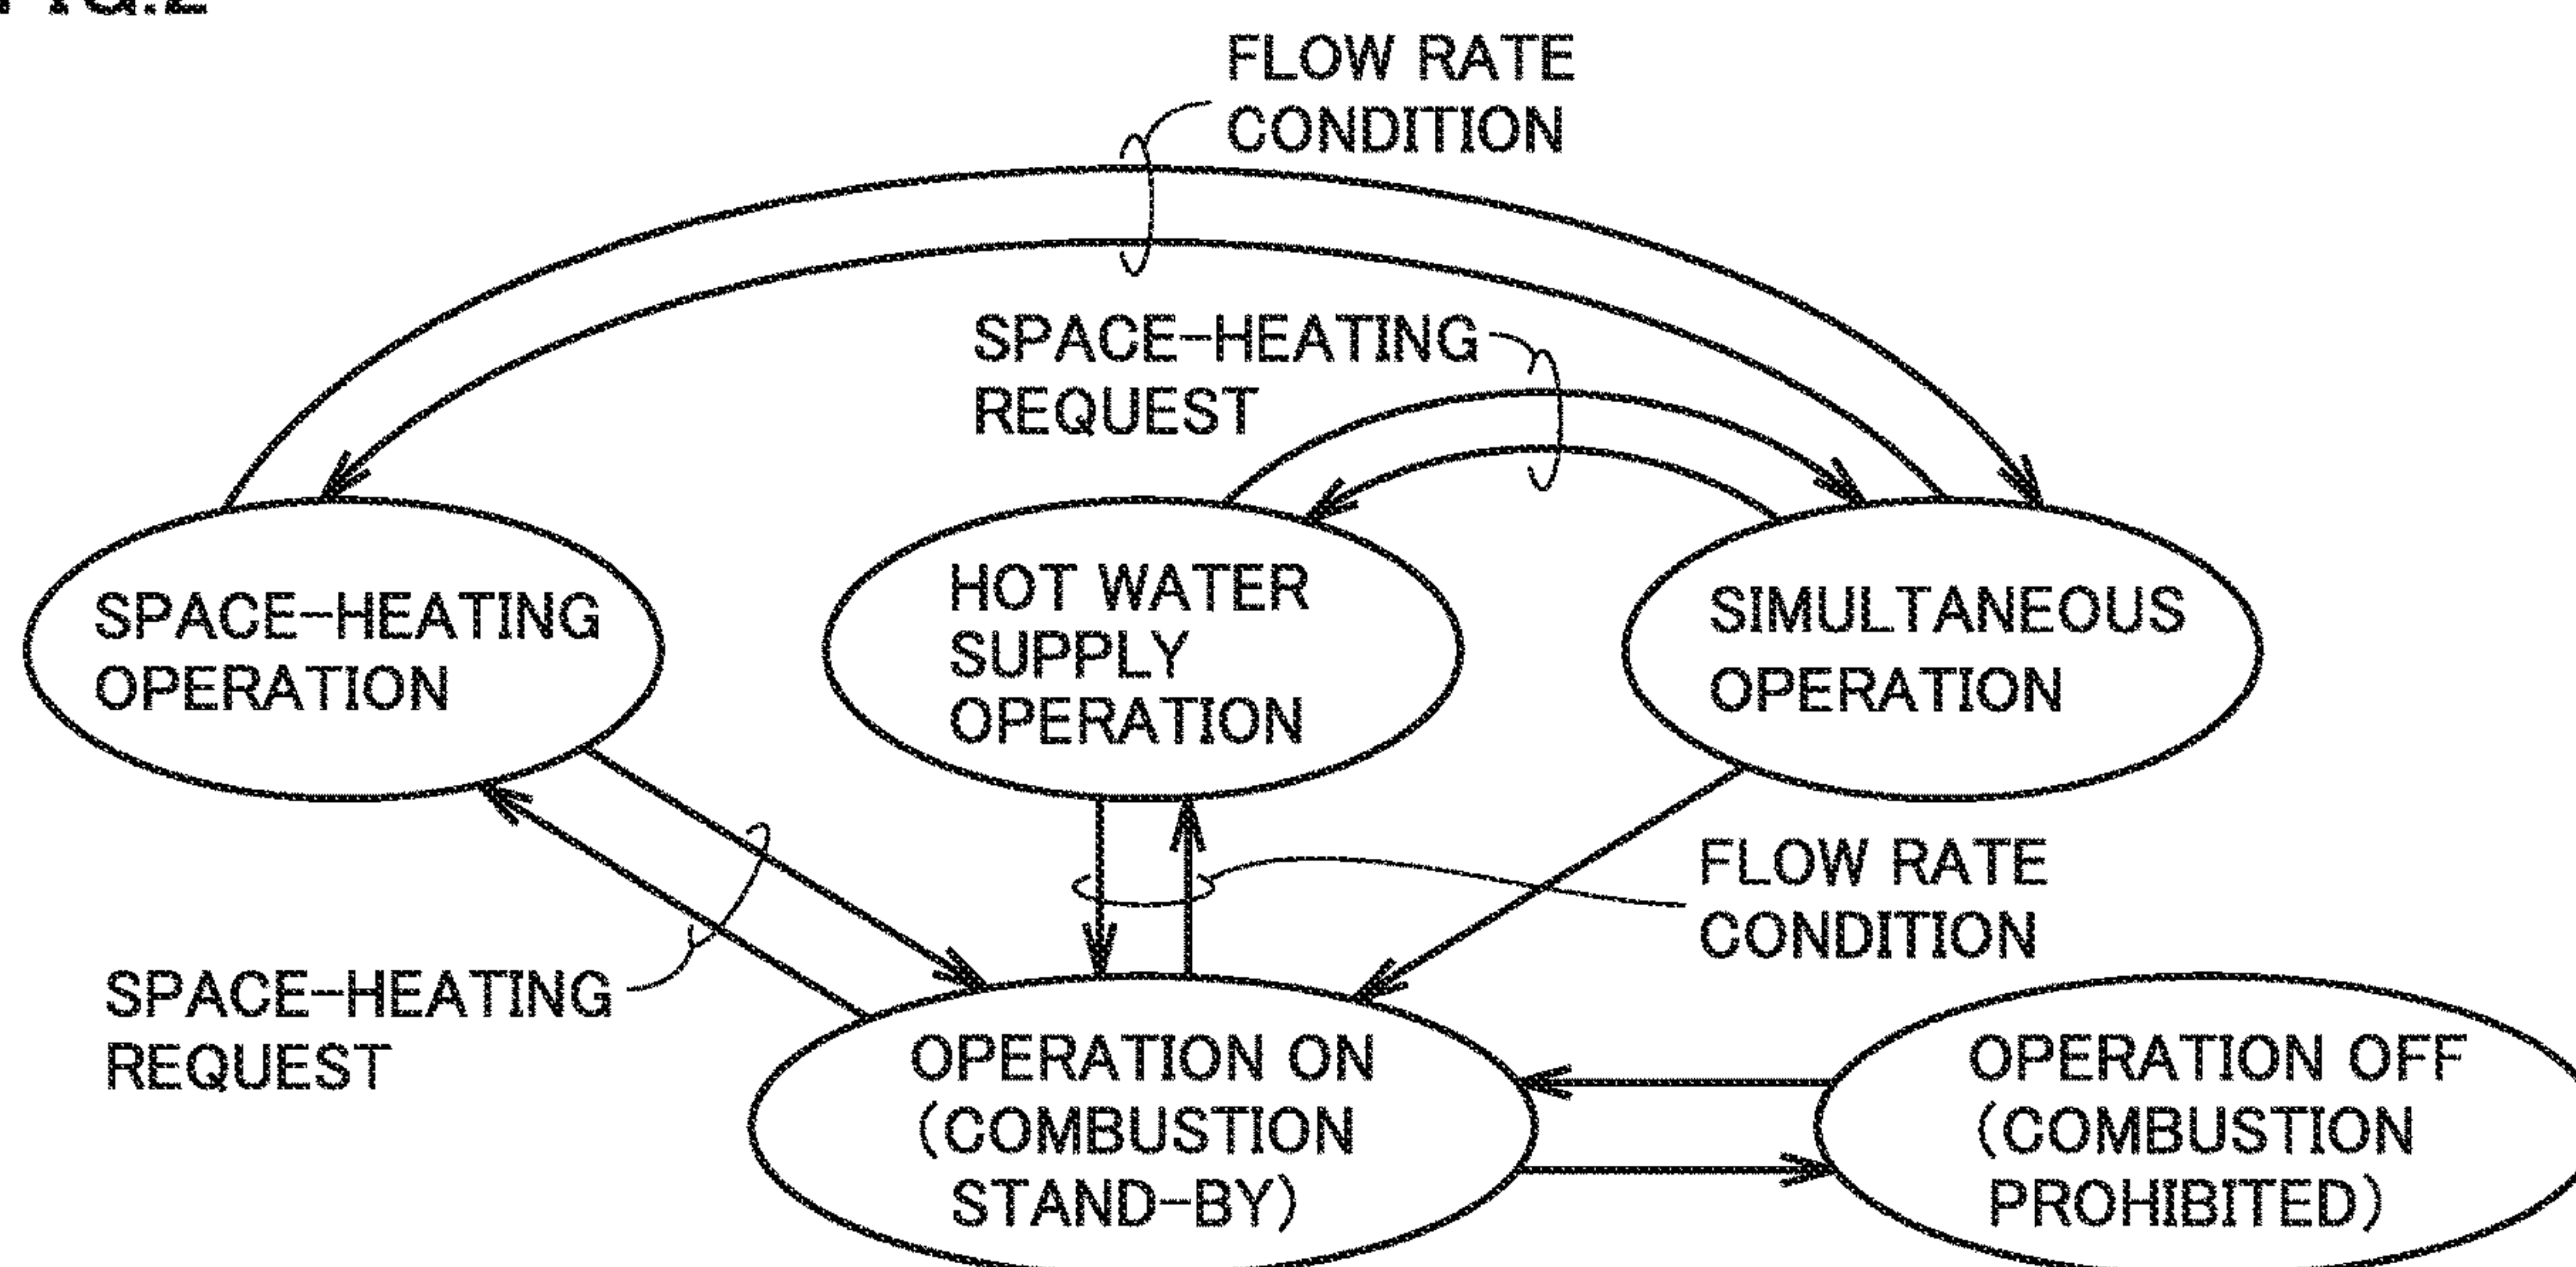 FLOW RATE
CONDITION
SPACE-HEATING
REQUEST
SPACE-HEATING
OPERATION
HOT WATER
SUPPLY
OPERATION
SIMULTANEOUS
OPERATION
FLOW RATE
CONDITION
SPACE-HEATING
REQUEST
OPERATION ON
(COMBUSTION
STAND-BY)
OPERATION OFF
(COMBUSTION
PROHIBITED)